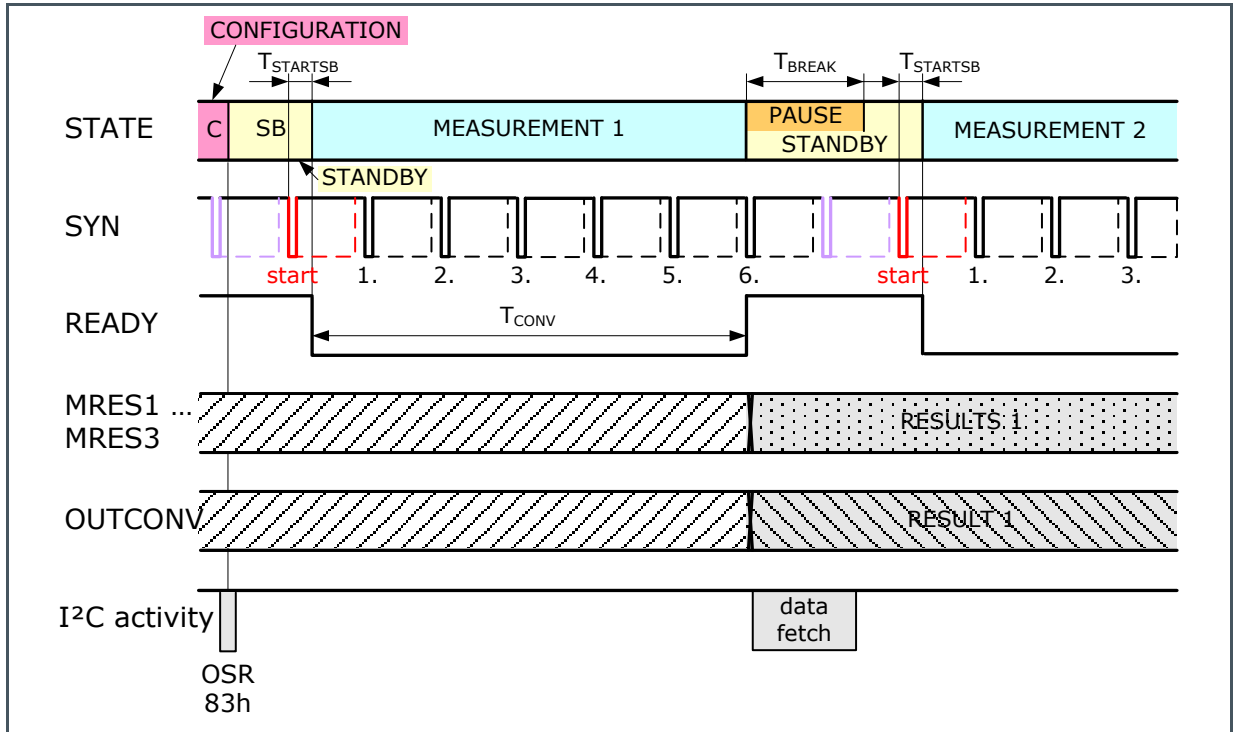 CONFIGURATION
TSTARTSB TBREAK TSTARTSB
STATE C SB MEASUREMENT 1 PAUSE STANDBY MEASUREMENT 2
STANDBY
SYN
start 1. 2. 3. 4. 5. 6. start 1. 2. 3.
READY TCONV
MRES1 ...
MRES3 RESULTS 1
OUTCONV RESULT 1
I²C activity data
fetch
OSR
83h